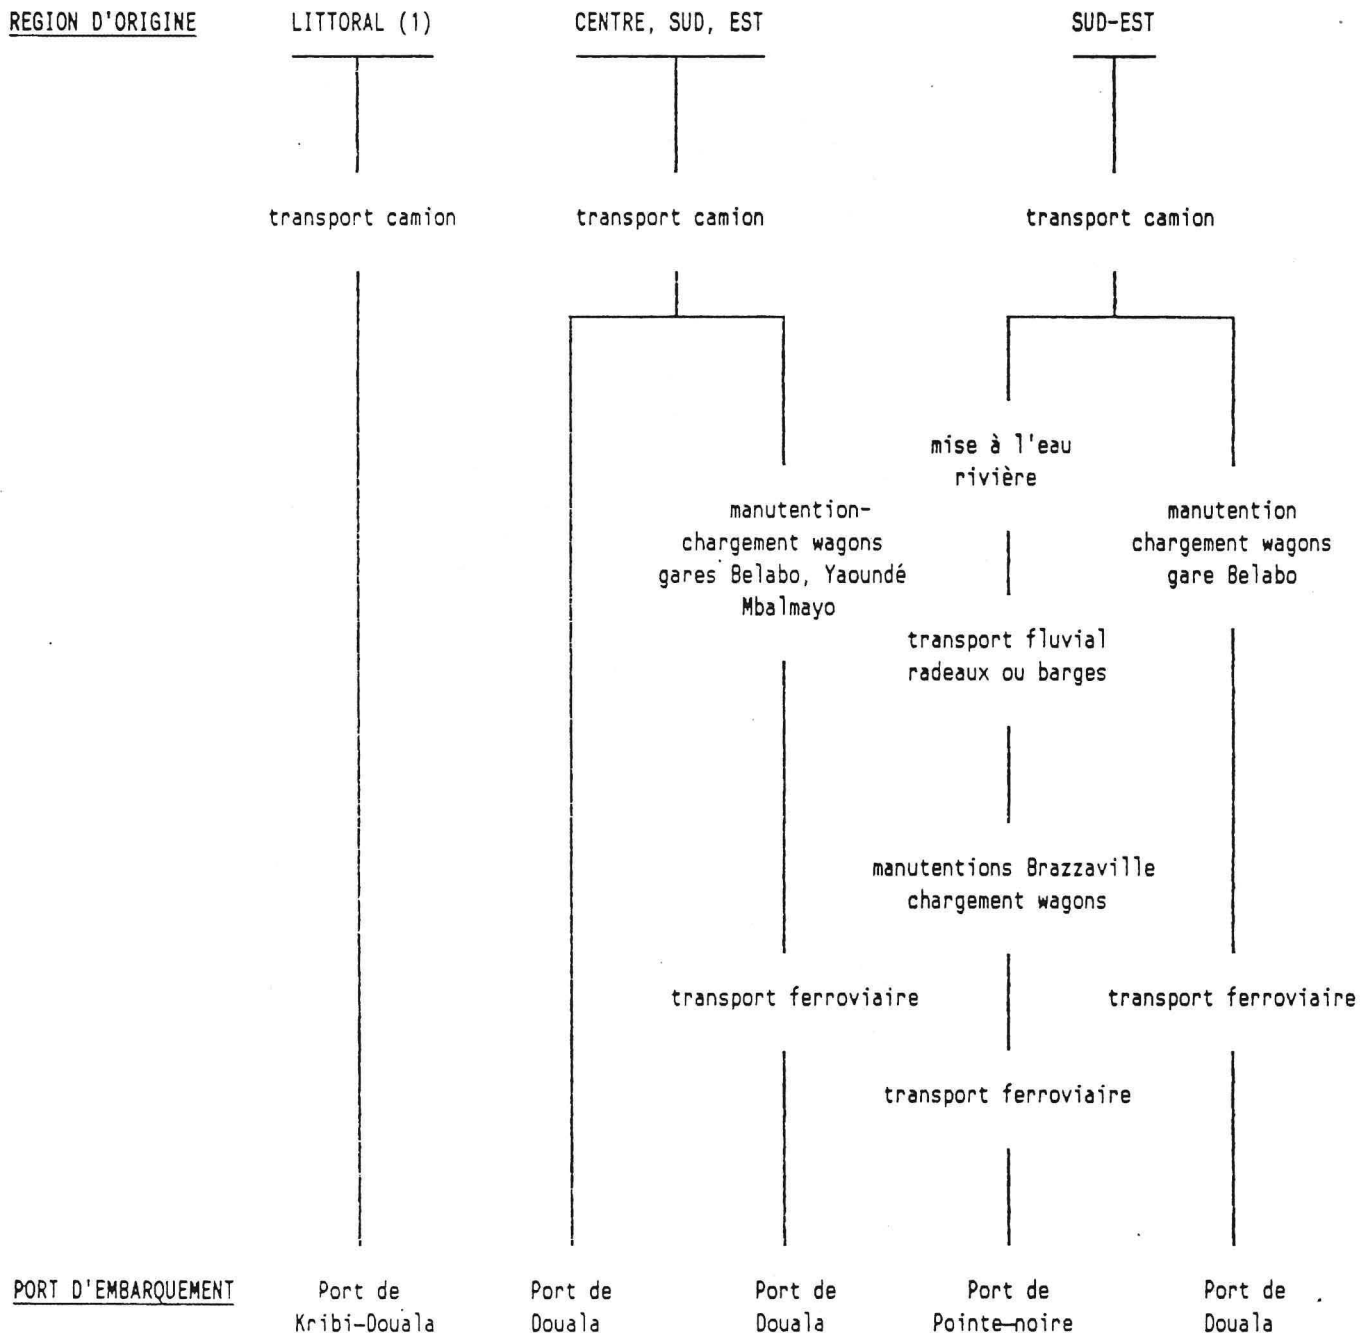 REGION D'ORIGINE LITTORAL (1) CENTRE, SUD, EST SUD-EST
transport camion transport camion transport camion
mise à l'eau
rivière
manutention-
chargement wagons
gares Belabo, Yaoundé
Mbalmayo
manutention
chargement wagons
gare Belabo
transport fluvial
radeaux ou barges
manutentions Brazzaville
chargement wagons
transport ferroviaire transport ferroviaire
transport ferroviaire
PORT D'EMBARQUEMENT Port de Port de Port de Port de Port de
Kribi-Douala Douala Douala Pointe-noire Douala